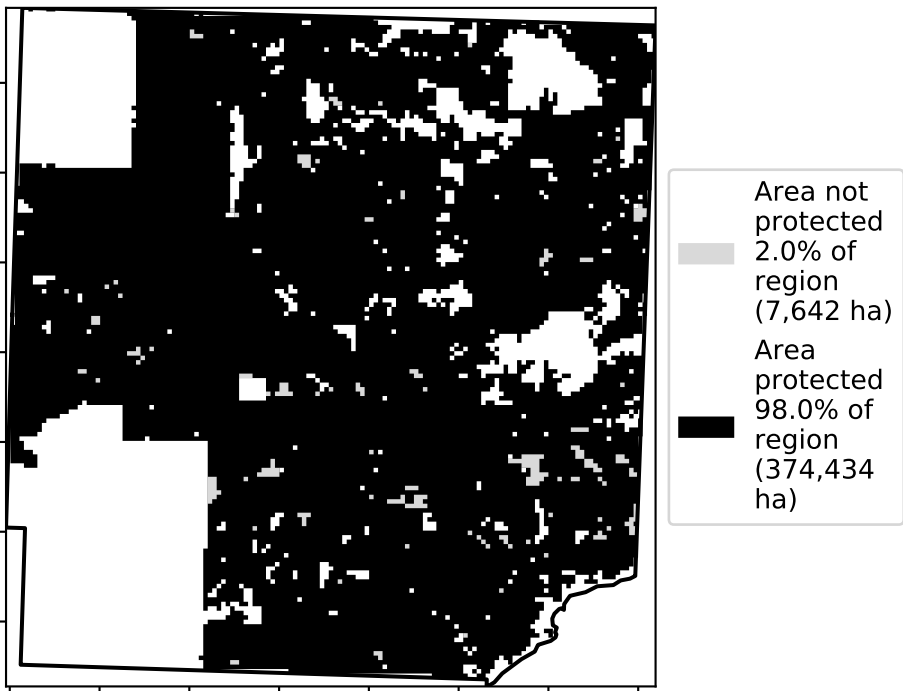 Area not
protected
2.0% of
region
(7,642 ha)
Area
protected
98.0% of
region
(374,434
ha)